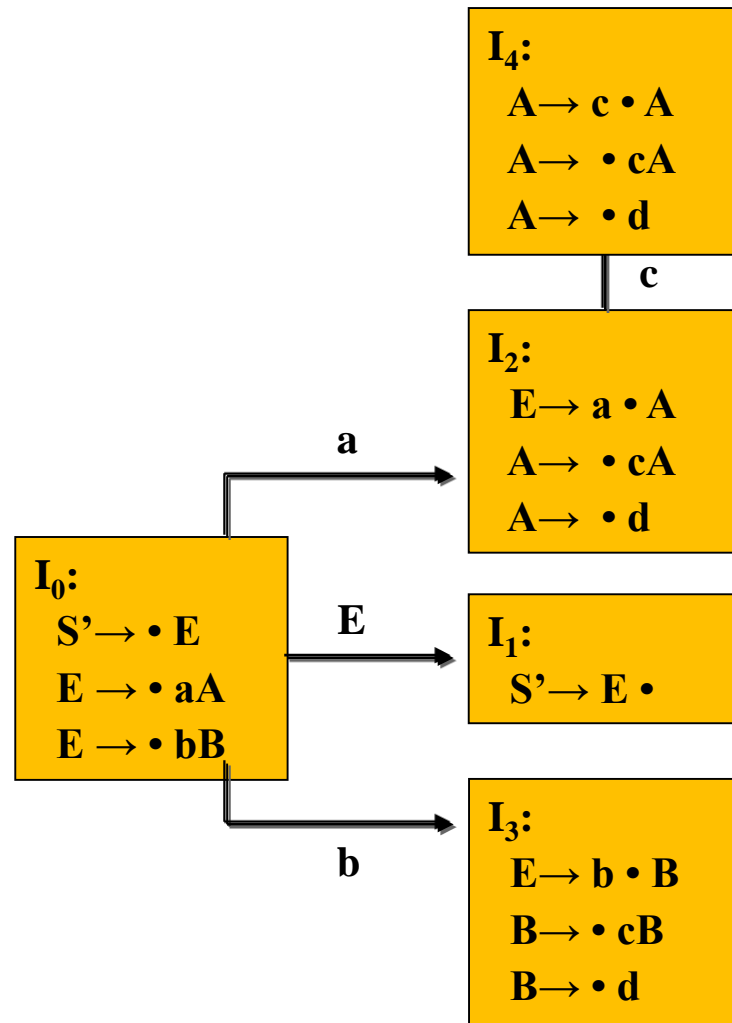 I₄:
A→ c • A
A→ • cA
A→ • d
c
I₂:
E→ a • A
A→ • cA
A→ • d
a
I₀:
S’→ • E
E → • aA
E → • bB
E
I₁:
S’→ E •
b
I₃:
E→ b • B
B→ • cB
B→ • d